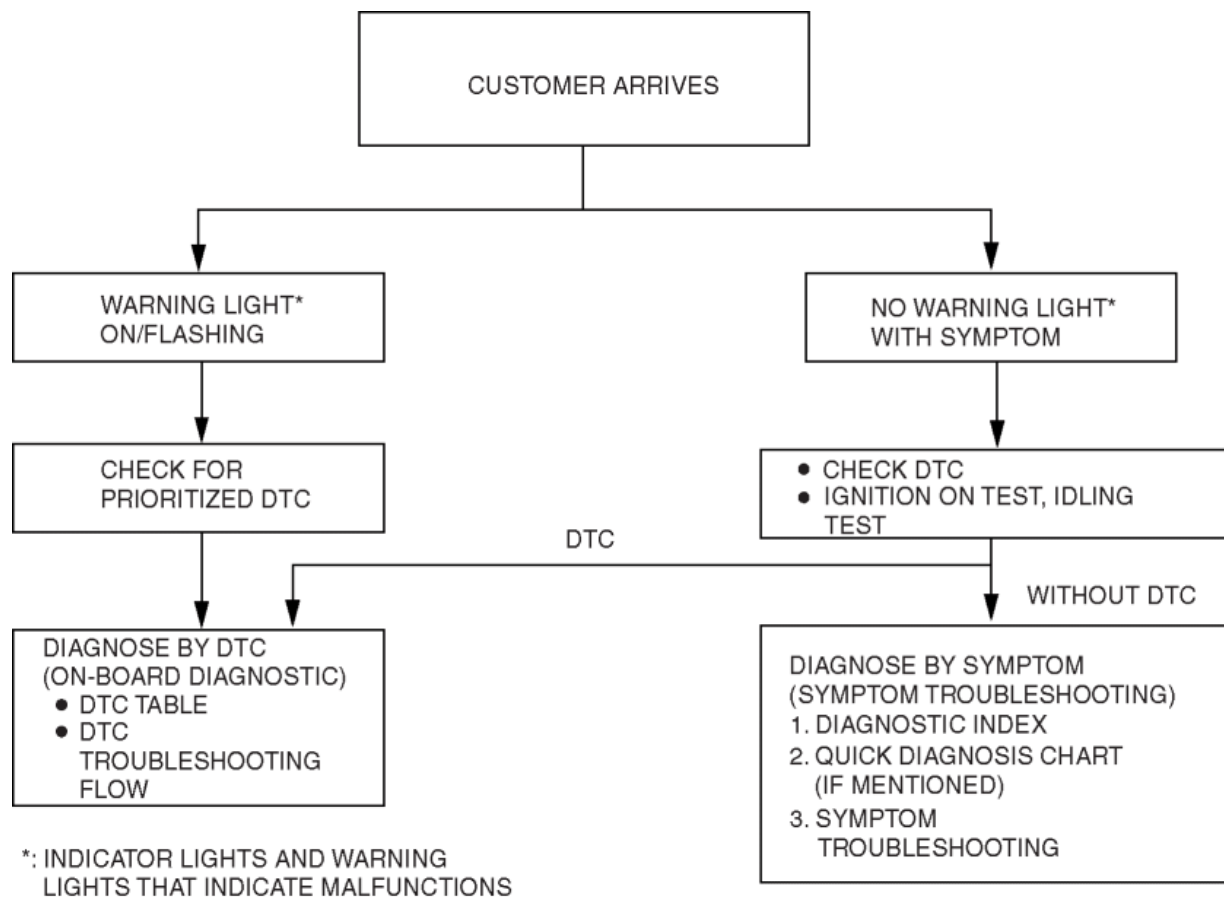 CUSTOMER ARRIVES
WARNING LIGHT*
ON/FLASHING
NO WARNING LIGHT*
WITH SYMPTOM
CHECK FOR
PRIORITIZED DTC
● CHECK DTC
● IGNITION ON TEST, IDLING
TEST
DTC
WITHOUT DTC
DIAGNOSE BY DTC
(ON-BOARD DIAGNOSTIC)
● DTC TABLE
● DTC
TROUBLESHOOTING
FLOW
DIAGNOSE BY SYMPTOM
(SYMPTOM TROUBLESHOOTING)
1. DIAGNOSTIC INDEX
2. QUICK DIAGNOSIS CHART
(IF MENTIONED)
3. SYMPTOM
TROUBLESHOOTING
*: INDICATOR LIGHTS AND WARNING
LIGHTS THAT INDICATE MALFUNCTIONS